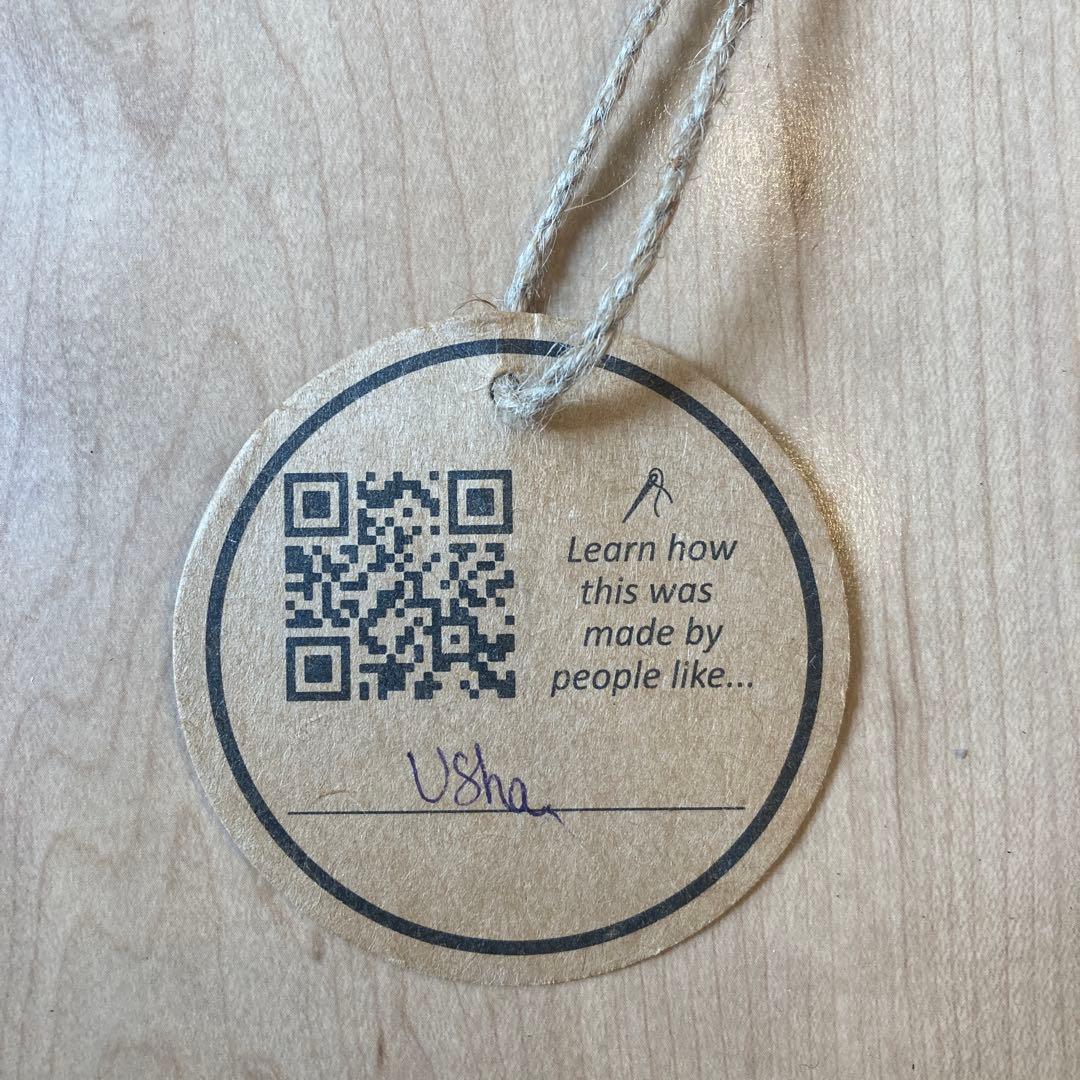 Learn how
this was
made by
people like...
Usha